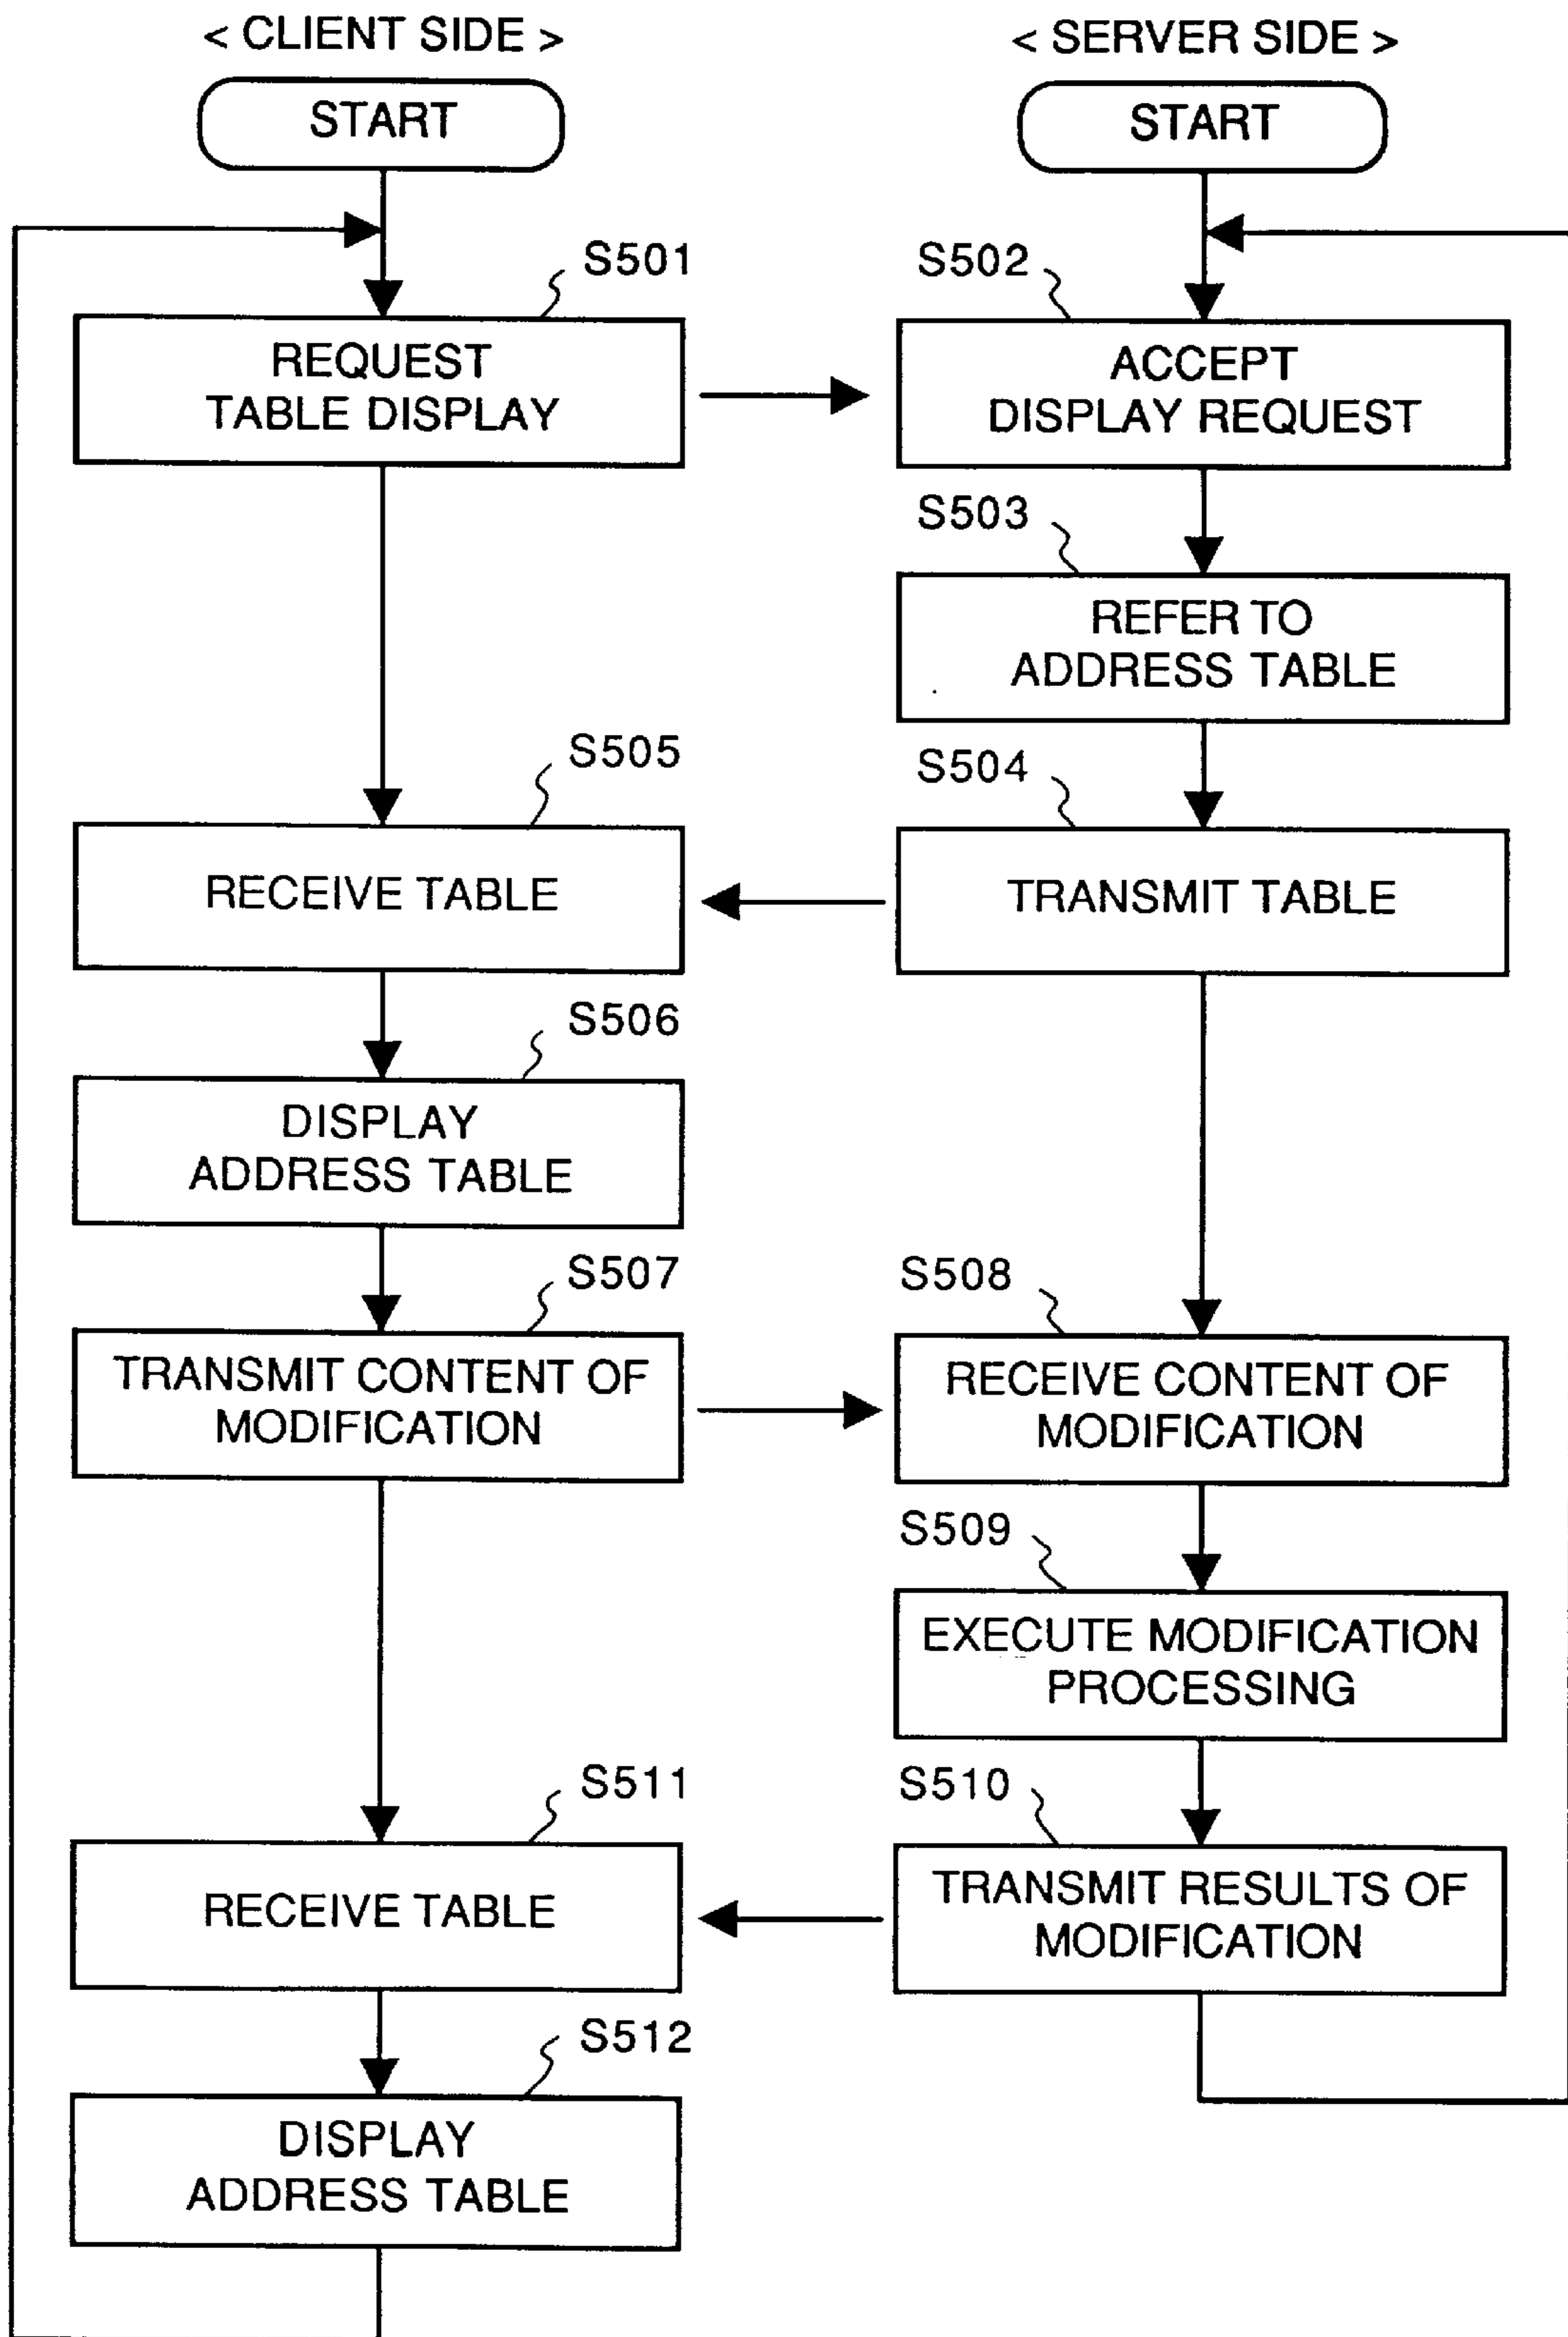 < CLIENT SIDE >
< SERVER SIDE >
START
START
S501
S502
REQUEST
TABLE DISPLAY
ACCEPT
DISPLAY REQUEST
S503
REFER TO
ADDRESS TABLE
S505
S504
RECEIVE TABLE
TRANSMIT TABLE
S506
DISPLAY
ADDRESS TABLE
S507
S508
TRANSMIT CONTENT OF
MODIFICATION
RECEIVE CONTENT OF
MODIFICATION
S509
EXECUTE MODIFICATION
PROCESSING
S511
S510
RECEIVE TABLE
TRANSMIT RESULTS OF
MODIFICATION
S512
DISPLAY
ADDRESS TABLE